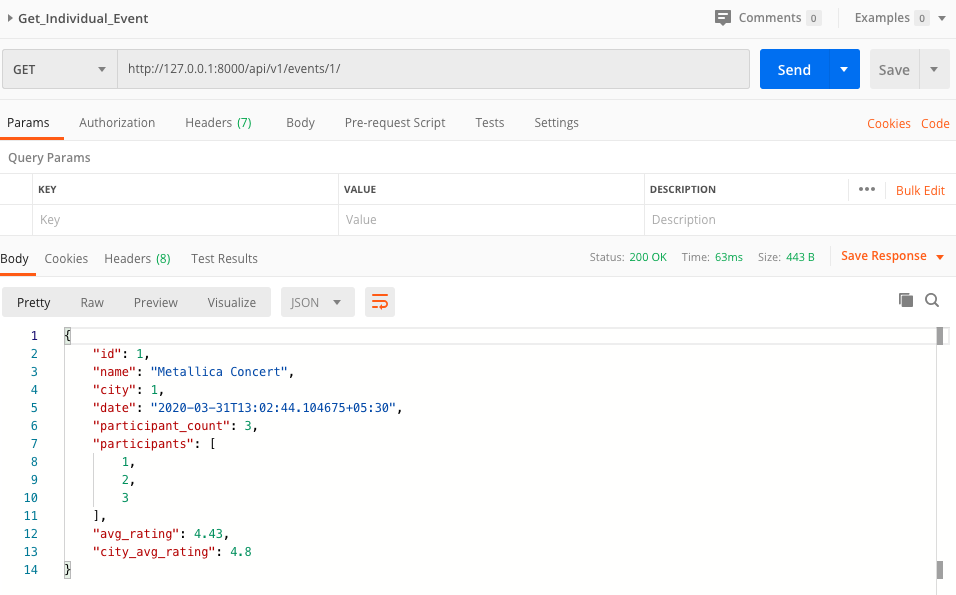 Get_Individual_Event
Comments 0 Examples 0
GET http://127.0.0.1:8000/api/v1/events/1/ Send Save
Params Authorization Headers (7) Body Pre-request Script Tests Settings Cookies Code
Query Params
KEY VALUE DESCRIPTION ••• Bulk Edit
Key Value Description
Body Cookies Headers (8) Test Results Status: 200 OK Time: 63ms Size: 443 B Save Response
Pretty Raw Preview Visualize JSON
1 {
2 "id": 1,
3 "name": "Metallica Concert",
4 "city": 1,
5 "date": "2020-03-31T13:02:44.104675+05:30",
6 "participant_count": 3,
7 "participants": [
8 1,
9 2,
10 3
11 ],
12 "avg_rating": 4.43,
13 "city_avg_rating": 4.8
14 }